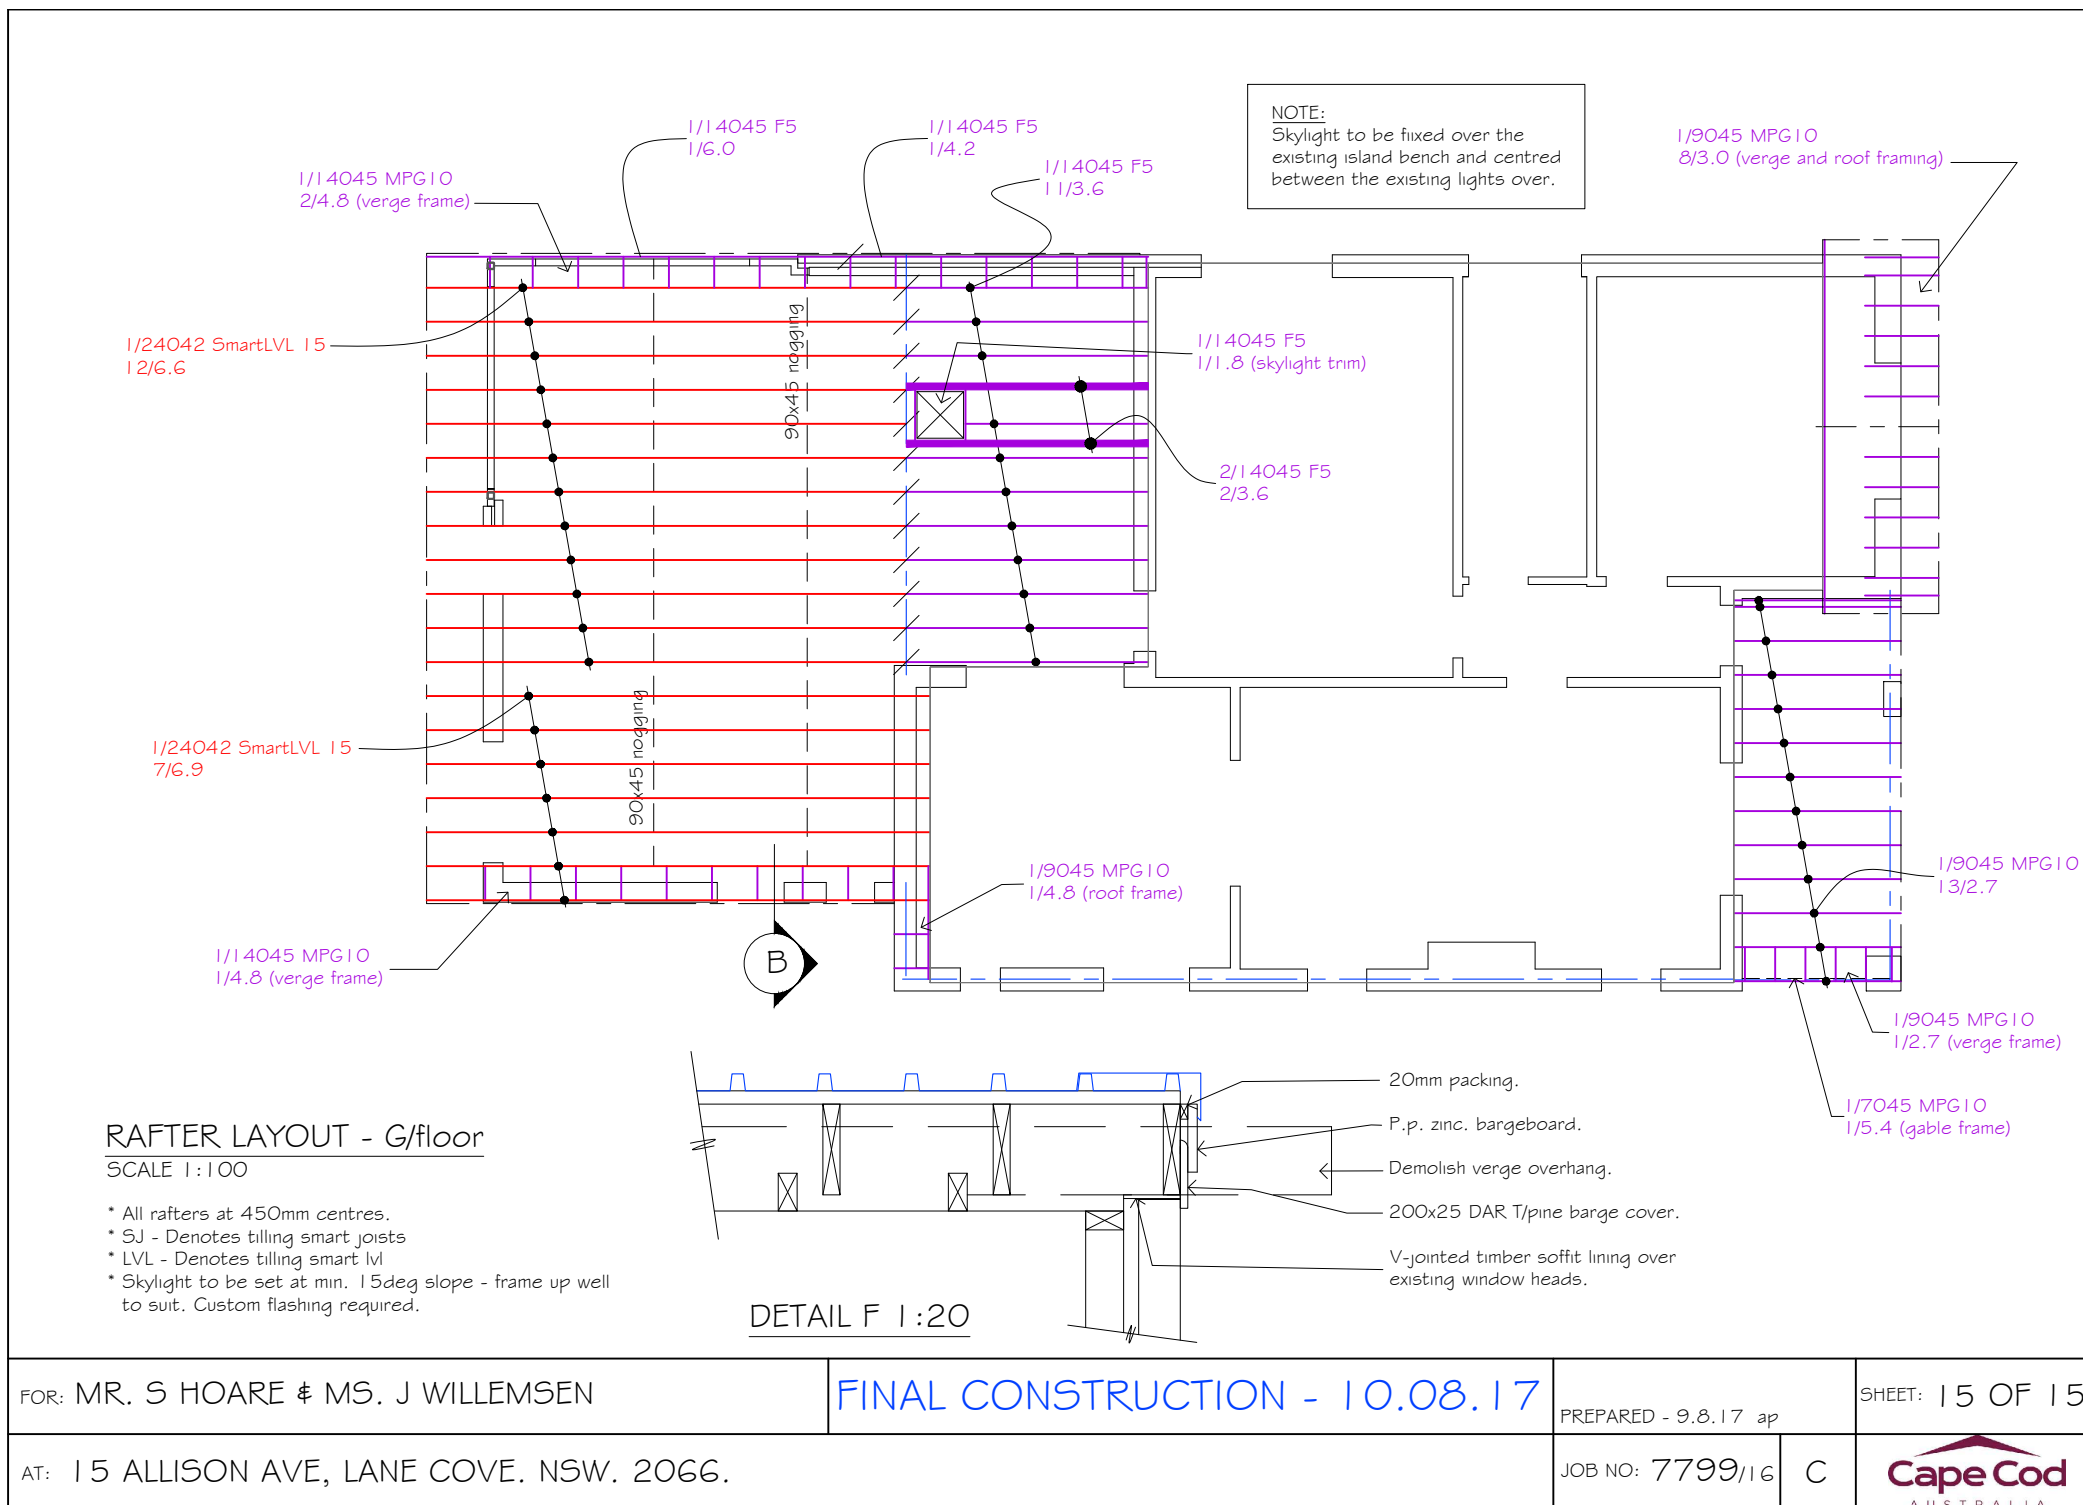 NOTE:
Skylight to be fiixed over the
existing island bench and centred
between the existing lights over.
1/14045 F5
1/6.0
1/14045 F5
1/4.2
1/14045 F5
11/3.6
1/9045 MPG10
8/3.0 (verge and roof framing)
1/14045 MPG10
2/4.8 (verge frame)
1/24042 SmartLVL 15
12/6.6
90x45 nogging
1/14045 F5
1/1.8 (skylight trim)
2/14045 F5
2/3.6
1/24042 SmartLVL 15
7/6.9
90x45 nogging
1/9045 MPG10
1/4.8 (roof frame)
1/9045 MPG10
13/2.7
1/14045 MPG10
1/4.8 (verge frame)
B
1/9045 MPG10
1/2.7 (verge frame)
1/7045 MPG10
1/5.4 (gable frame)
20mm packing.
P.p. zinc. bargeboard.
Demolish verge overhang.
200x25 DAR T/pine barge cover.
V-jointed timber soffit lining over
existing window heads.
RAFTER LAYOUT - G/floor
SCALE 1:100
* All rafters at 450mm centres.
* SJ - Denotes tilling smart joists
* LVL - Denotes tilling smart lvl
* Skylight to be set at min. 15deg slope - frame up well
to suit. Custom flashing required.
DETAIL F 1:20
FOR: MR. S HOARE & MS. J WILLEMSEN
FINAL CONSTRUCTION - 10.08.17
PREPARED - 9.8.17 ap
SHEET: 15 OF 15
AT: 15 ALLISON AVE, LANE COVE. NSW. 2066.
JOB NO: 7799/16
C
Cape Cod
AUSTRALIA